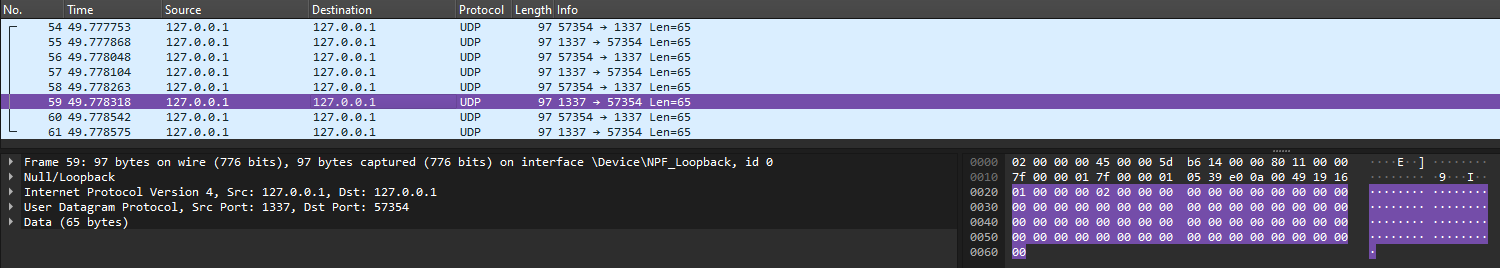 No. Time Source Destination Protocol Length Info
54 49.777753 127.0.0.1 127.0.0.1 UDP 97 57354 → 1337 Len=65
55 49.777868 127.0.0.1 127.0.0.1 UDP 97 1337 → 57354 Len=65
56 49.778048 127.0.0.1 127.0.0.1 UDP 97 57354 → 1337 Len=65
57 49.778104 127.0.0.1 127.0.0.1 UDP 97 1337 → 57354 Len=65
58 49.778263 127.0.0.1 127.0.0.1 UDP 97 57354 → 1337 Len=65
59 49.778318 127.0.0.1 127.0.0.1 UDP 97 1337 → 57354 Len=65
60 49.778542 127.0.0.1 127.0.0.1 UDP 97 57354 → 1337 Len=65
61 49.778575 127.0.0.1 127.0.0.1 UDP 97 1337 → 57354 Len=65
Frame 59: 97 bytes on wire (776 bits), 97 bytes captured (776 bits) on interface \Device\NPF_Loopback, id 0
Null/Loopback
Internet Protocol Version 4, Src: 127.0.0.1, Dst: 127.0.0.1
User Datagram Protocol, Src Port: 1337, Dst Port: 57354
Data (65 bytes)
0000 02 00 00 00 45 00 00 5d b6 14 00 00 80 11 00 00 ····E··] ········
0010 7f 00 00 01 7f 00 00 01 05 39 e0 0a 00 49 19 16 ········ ·9···I··
0020 01 00 00 00 02 00 00 00 00 00 00 00 00 00 00 00 ········ ········
0030 00 00 00 00 00 00 00 00 00 00 00 00 00 00 00 00 ········ ········
0040 00 00 00 00 00 00 00 00 00 00 00 00 00 00 00 00 ········ ········
0050 00 00 00 00 00 00 00 00 00 00 00 00 00 00 00 00 ········ ········
0060 00 ·